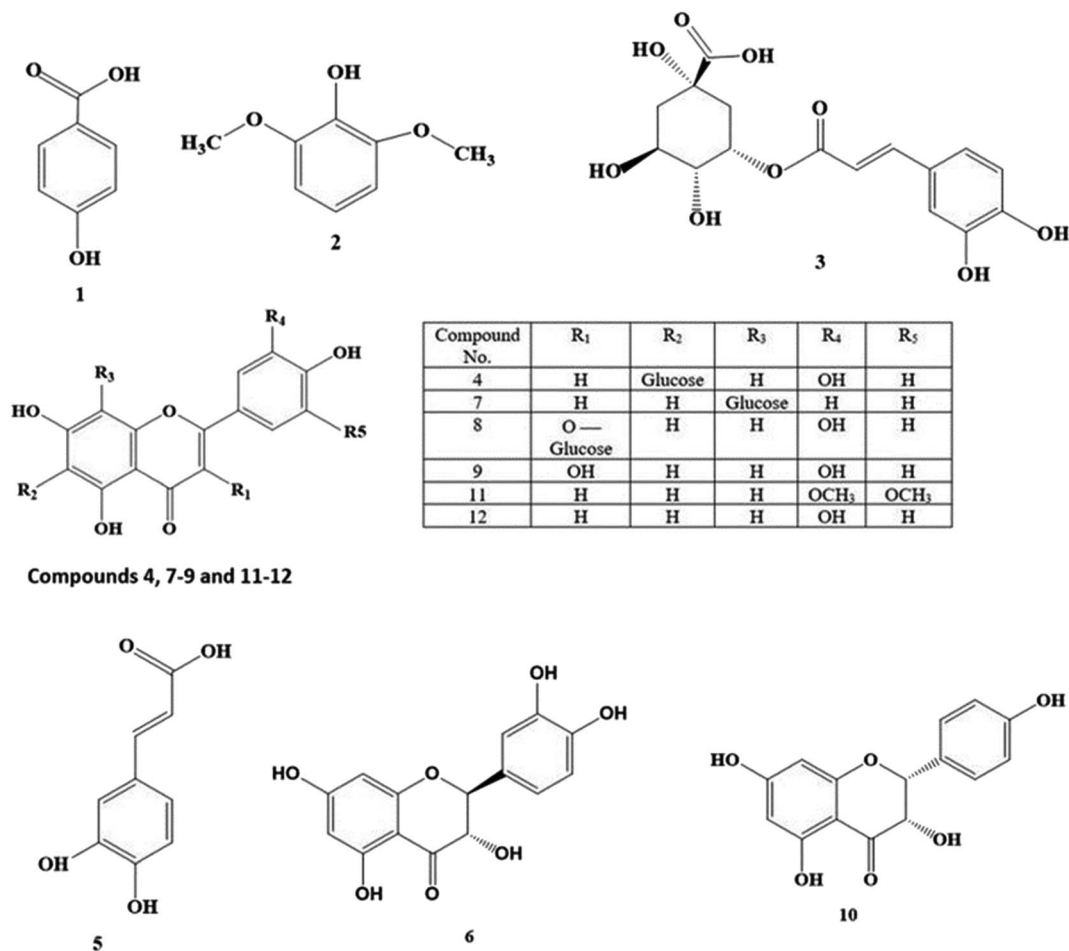 O OH
OH
1
OH
H₃C O O CH₃
2
O
HO OH
HO
OH
O
O
OH
OH
3
R₄
OH
R₃
HO O
R5
R₂ R₁
OH O
Compounds 4, 7-9 and 11-12
Compound No. R₁ R₂ R₃ R₄ R₅
4 H Glucose H OH H
7 H H Glucose H H
8 O — Glucose H H OH H
9 OH H H OH H
11 H H H OCH₃ OCH₃
12 H H H OH H
O OH
HO
OH
5
OH
OH
HO O
OH
OH O
6
OH
HO O
OH
OH O
10